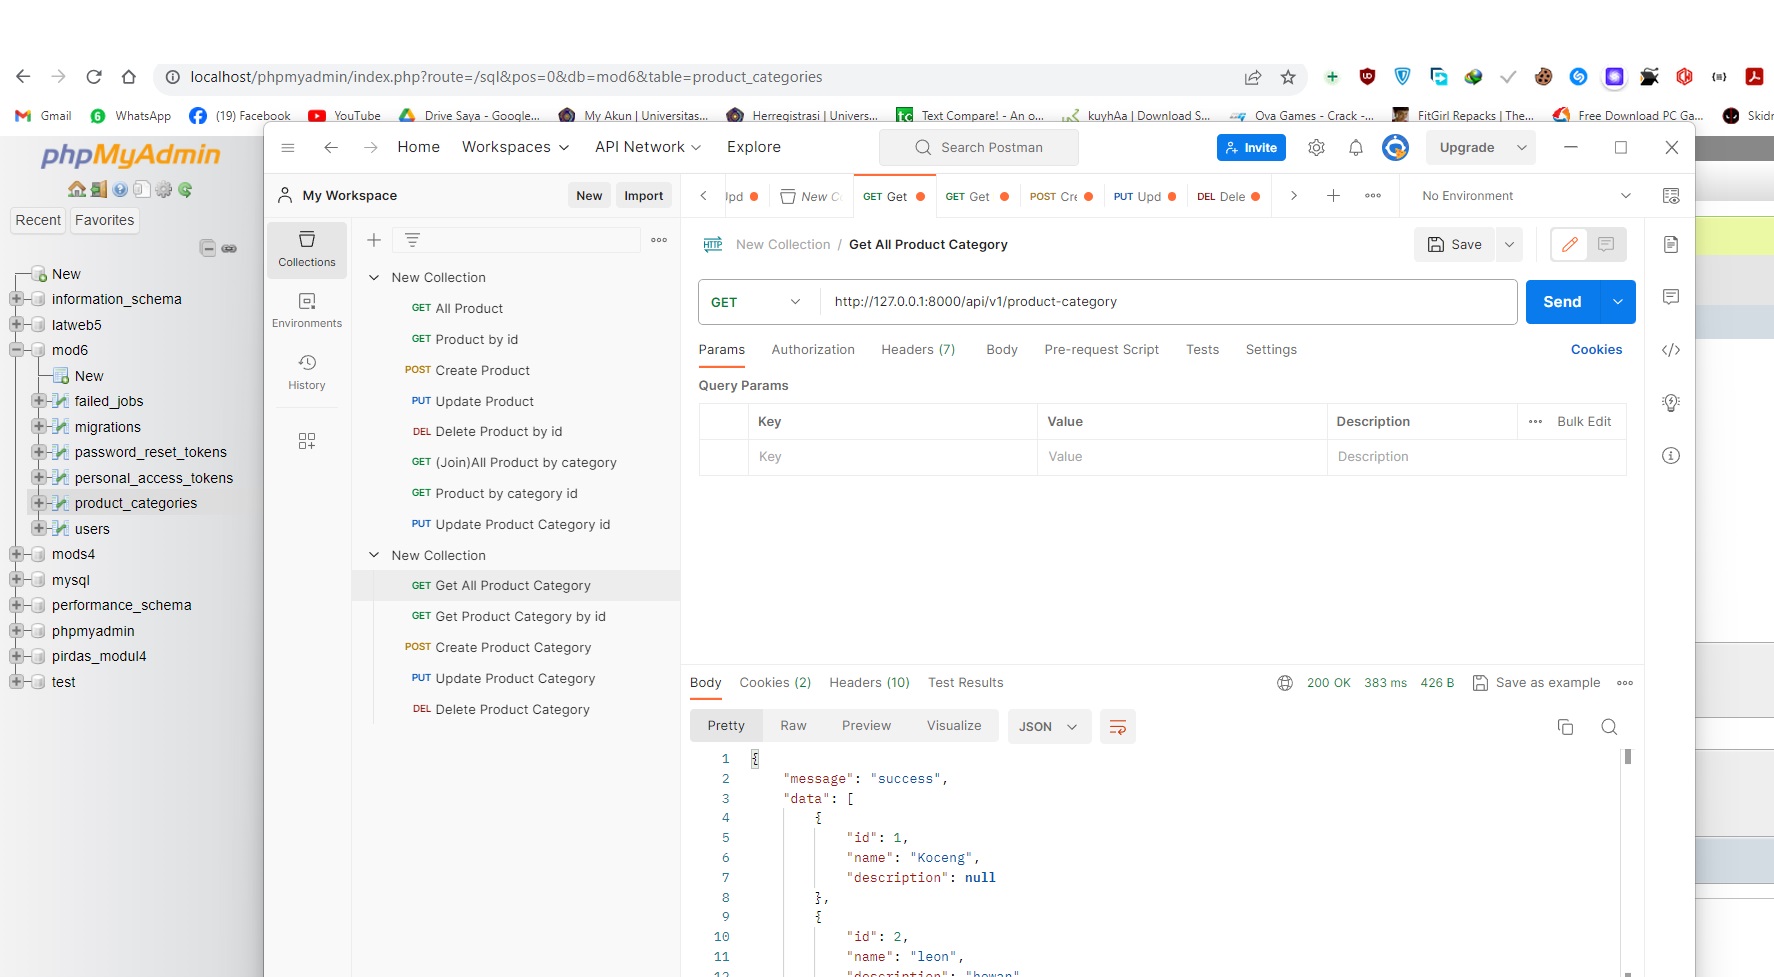 localhost/phpmyadmin/index.php?route=/sql&pos=0&db=mod6&table=product_categories
Gmail
WhatsApp
(19) Facebook
YouTube
Drive Saya - Google...
My Akun | Universitas...
Herregistrasi | Univers...
tc
Text Compare! - An o...
kuyhAa | Download S...
Ova Games - Crack -...
FitGirl Repacks | The...
Free Download PC Ga...
Skidr
phpMyAdmin
Recent
Favorites
New
information_schema
latweb5
mod6
New
failed_jobs
migrations
password_reset_tokens
personal_access_tokens
product_categories
users
mods4
mysql
performance_schema
phpmyadmin
pirdas_modul4
test
Home
Workspaces
API Network
Explore
Search Postman
Invite
Upgrade
My Workspace
New
Import
Collections
Environments
History
New Collection
GET All Product
GET Product by id
POST Create Product
PUT Update Product
DEL Delete Product by id
GET (Join)All Product by category
GET Product by category id
PUT Update Product Category id
New Collection
GET Get All Product Category
GET Get Product Category by id
POST Create Product Category
PUT Update Product Category
DEL Delete Product Category
Upd
New C
GET Get
GET Get
POST Cre
PUT Upd
DEL Dele
No Environment
HTTP
New Collection / Get All Product Category
Save
GET
http://127.0.0.1:8000/api/v1/product-category
Send
Params
Authorization
Headers (7)
Body
Pre-request Script
Tests
Settings
Cookies
Query Params
Key
Value
Description
Bulk Edit
Key
Value
Description
Body
Cookies (2)
Headers (10)
Test Results
200 OK
383 ms
426 B
Save as example
Pretty
Raw
Preview
Visualize
JSON
1 {
2 "message": "success",
3 "data": [
4 {
5 "id": 1,
6 "name": "Koceng",
7 "description": null
8 },
9 {
10 "id": 2,
11 "name": "leon",
12 "description": "hewan"